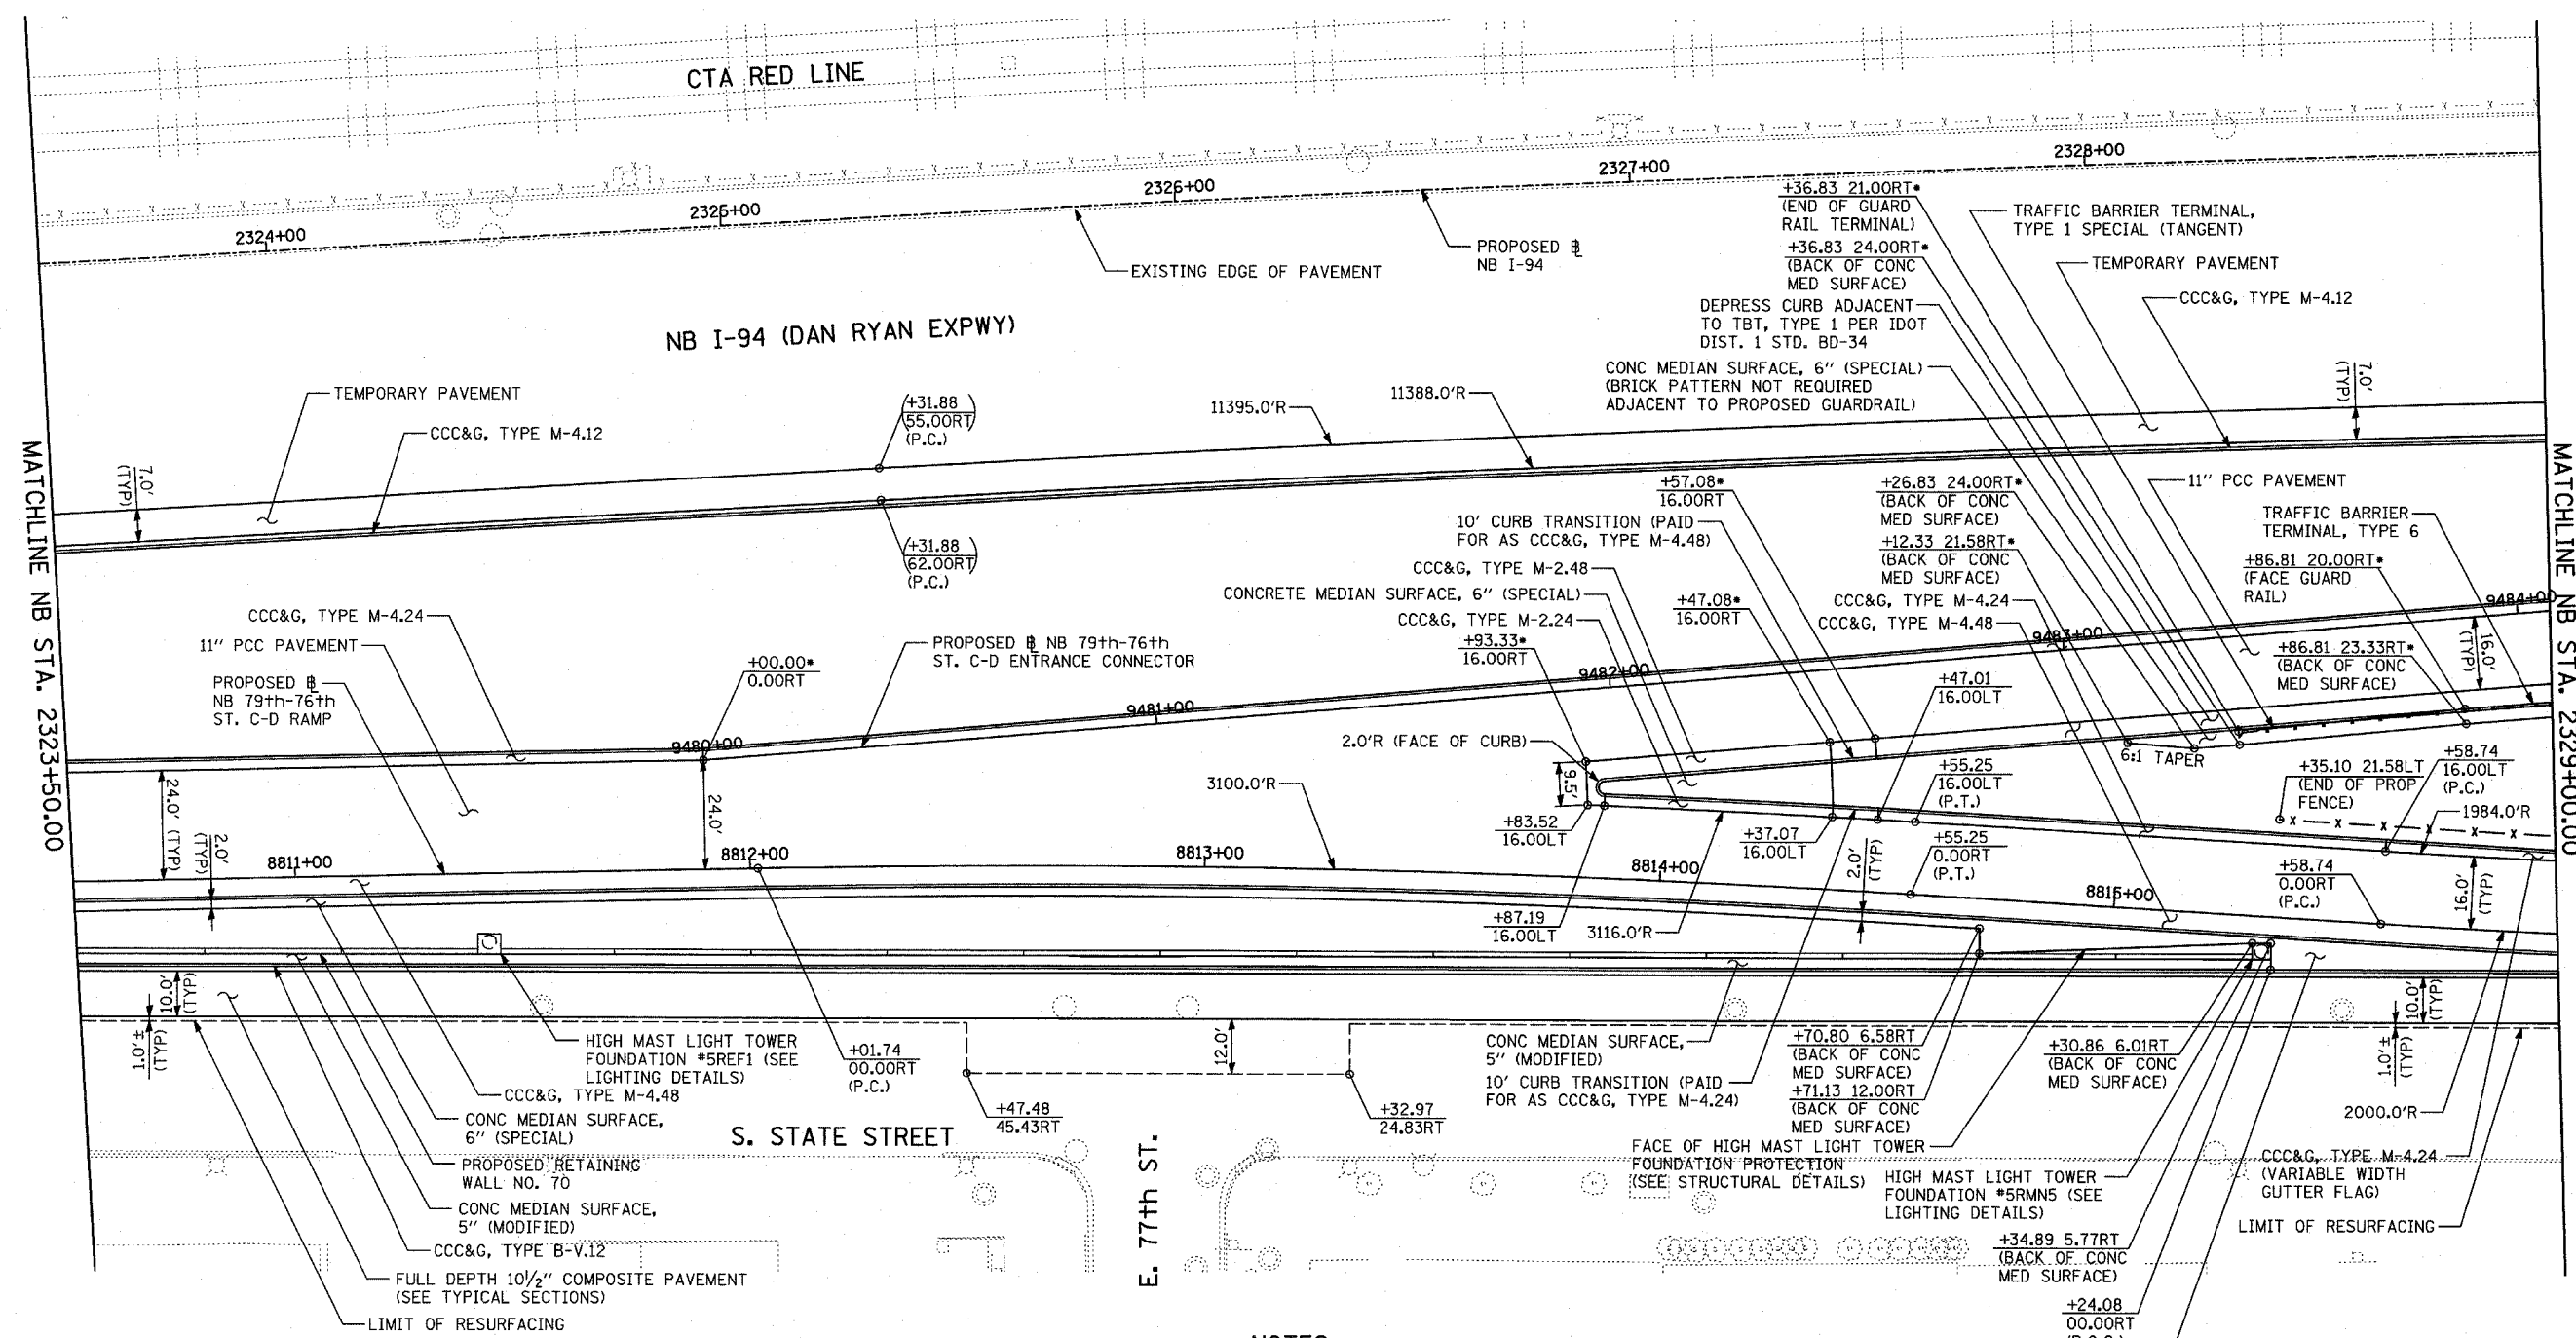 CTA RED LINE
2324+00
2325+00
2326+00
2327+00
2328+00
EXISTING EDGE OF PAVEMENT
PROPOSED ℄
NB I-94
NB I-94 (DAN RYAN EXPWY)
+36.83 21.00RT*
(END OF GUARD
RAIL TERMINAL)
+36.83 24.00RT*
(BACK OF CONC
MED SURFACE)
DEPRESS CURB ADJACENT
TO TBT, TYPE 1 PER IDOT
DIST. 1 STD. BD-34
CONC MEDIAN SURFACE, 6" (SPECIAL)
(BRICK PATTERN NOT REQUIRED
ADJACENT TO PROPOSED GUARDRAIL)
TRAFFIC BARRIER TERMINAL,
TYPE 1 SPECIAL (TANGENT)
TEMPORARY PAVEMENT
CCC&G, TYPE M-4.12
7.0'
(TYP)
TEMPORARY PAVEMENT
CCC&G, TYPE M-4.12
7.0'
(TYP)
(+31.88
55.00RT)
(P.C.)
11395.0'R
11388.0'R
(+31.88
62.00RT)
(P.C.)
MATCHLINE NB STA. 2323+50.00
MATCHLINE NB STA. 2329+00.00
+57.08*
16.00RT
10' CURB TRANSITION (PAID
FOR AS CCC&G, TYPE M-4.48)
CCC&G, TYPE M-2.48
CONCRETE MEDIAN SURFACE, 6" (SPECIAL)
CCC&G, TYPE M-2.24
+93.33*
16.00RT
+47.08*
16.00RT
+26.83 24.00RT*
(BACK OF CONC
MED SURFACE)
+12.33 21.58RT*
(BACK OF CONC
MED SURFACE)
CCC&G, TYPE M-4.24
CCC&G, TYPE M-4.48
11" PCC PAVEMENT
TRAFFIC BARRIER
TERMINAL, TYPE 6
+86.81 20.00RT*
(FACE GUARD
RAIL)
+86.81 23.33RT*
(BACK OF CONC
MED SURFACE)
16.0'
(TYP)
CCC&G, TYPE M-4.24
11" PCC PAVEMENT
PROPOSED ℄
NB 79th-76th
ST. C-D RAMP
+00.00*
0.00RT
PROPOSED ℄ NB 79th-76th
ST. C-D ENTRANCE CONNECTOR
9480+00
9481+00
9482+00
9483+00
9484+00
+47.01
16.00LT
2.0'R (FACE OF CURB)
9.5'
3100.0'R
+55.25
16.00LT
(P.T.)
6:1 TAPER
+35.10 21.58LT
(END OF PROP
FENCE)
+58.74
16.00LT
(P.C.)
1984.0'R
24.0' (TYP)
24.0'
2.0'
(TYP)
+83.52
16.00LT
+37.07
16.00LT
2.0'
(TYP)
+55.25
0.00RT
(P.T.)
+58.74
0.00RT
(P.C.)
16.0'
(TYP)
8811+00
8812+00
8813+00
8814+00
8815+00
+87.19
16.00LT
3116.0'R
10.0'
(TYP)
1.0'±
(TYP)
10.0'
(TYP)
1.0'±
(TYP)
12.0'
HIGH MAST LIGHT TOWER
FOUNDATION #5REF1 (SEE
LIGHTING DETAILS)
+01.74
00.00RT
(P.C.)
CCC&G, TYPE M-4.48
CONC MEDIAN SURFACE,
6" (SPECIAL)
PROPOSED RETAINING
WALL NO. 70
CONC MEDIAN SURFACE,
5" (MODIFIED)
CCC&G, TYPE B-V.12
FULL DEPTH 10½" COMPOSITE PAVEMENT
(SEE TYPICAL SECTIONS)
LIMIT OF RESURFACING
+47.48
45.43RT
S. STATE STREET
E. 77th ST.
+32.97
24.83RT
CONC MEDIAN SURFACE,
5" (MODIFIED)
10' CURB TRANSITION (PAID
FOR AS CCC&G, TYPE M-4.24)
+70.80 6.58RT
(BACK OF CONC
MED SURFACE)
+71.13 12.00RT
(BACK OF CONC
MED SURFACE)
FACE OF HIGH MAST LIGHT TOWER
FOUNDATION PROTECTION
(SEE STRUCTURAL DETAILS)
+30.86 6.01RT
(BACK OF CONC
MED SURFACE)
HIGH MAST LIGHT TOWER
FOUNDATION #5RMN5 (SEE
LIGHTING DETAILS)
2000.0'R
CCC&G, TYPE M-4.24
(VARIABLE WIDTH
GUTTER FLAG)
LIMIT OF RESURFACING
+34.89 5.77RT
(BACK OF CONC
MED SURFACE)
+24.08
00.00RT